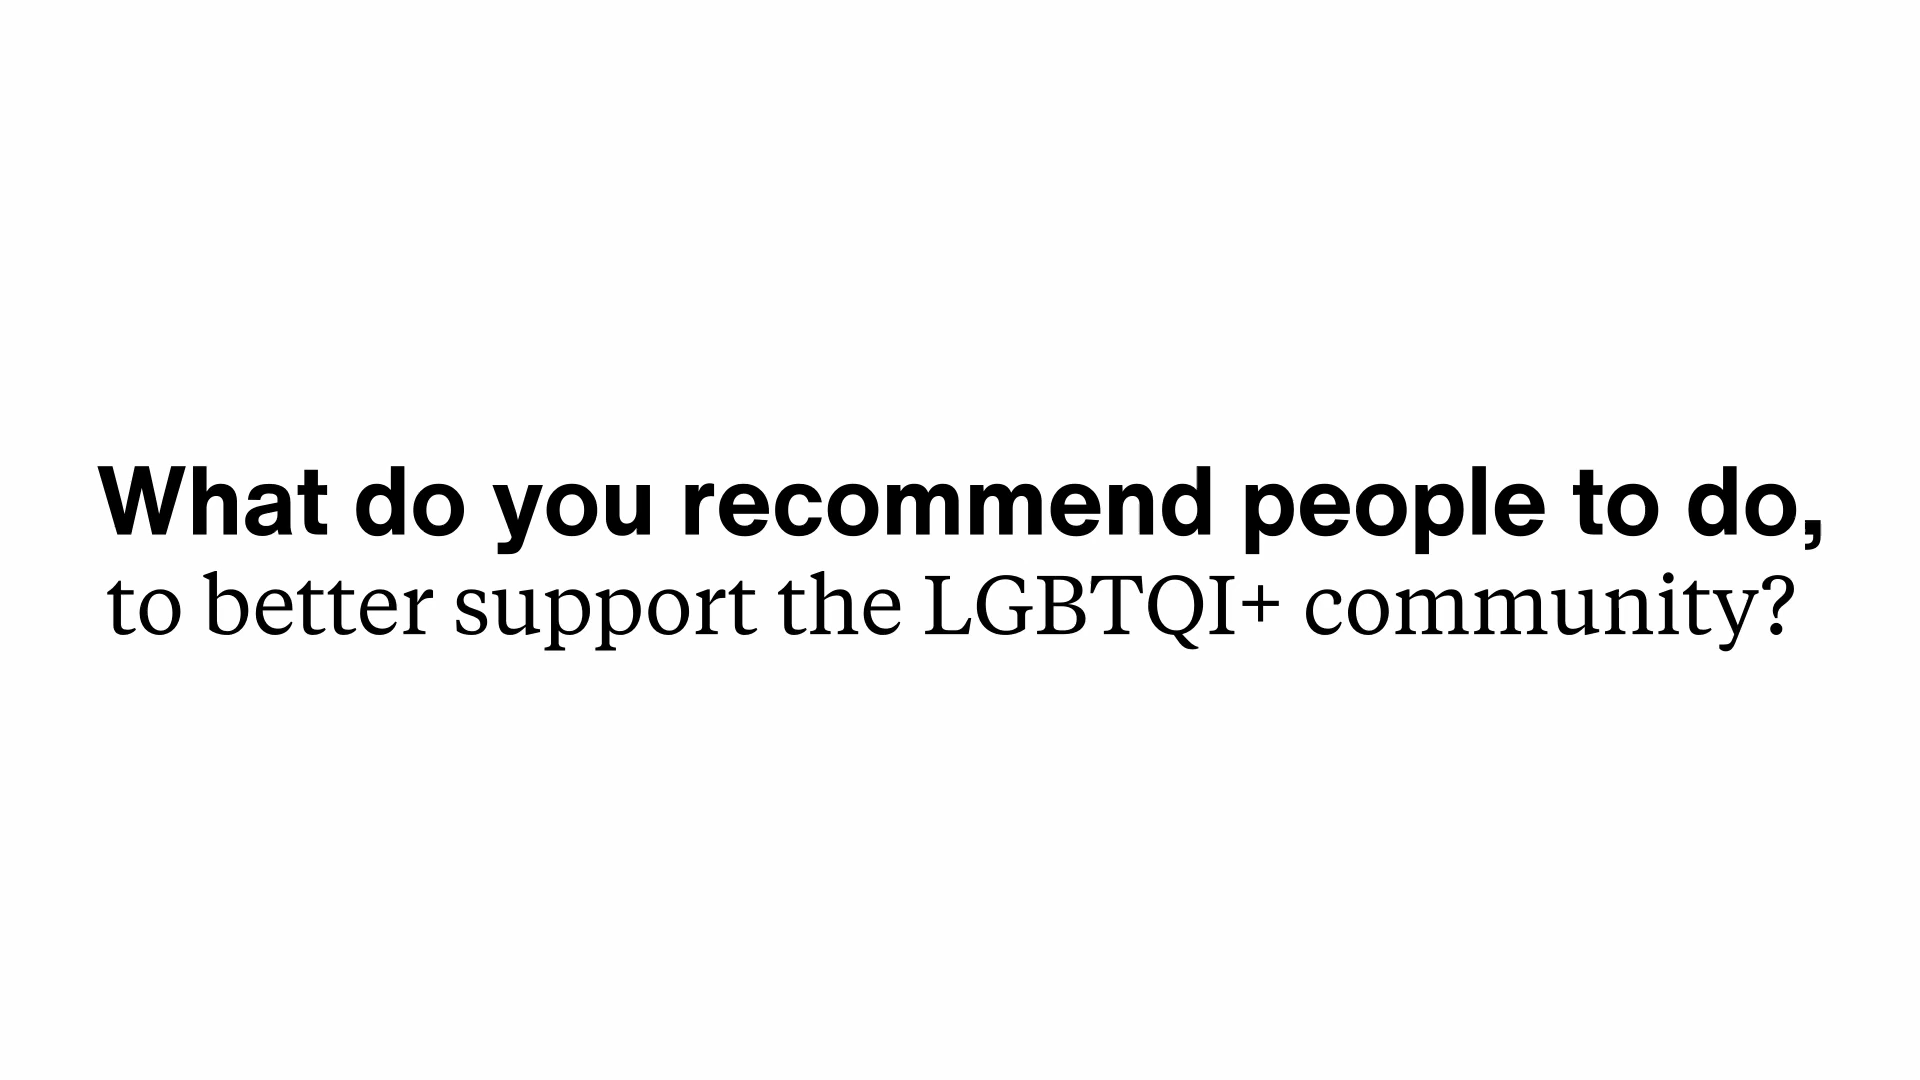 What do you recommend people to do,
to better support the LGBTQI+ community?